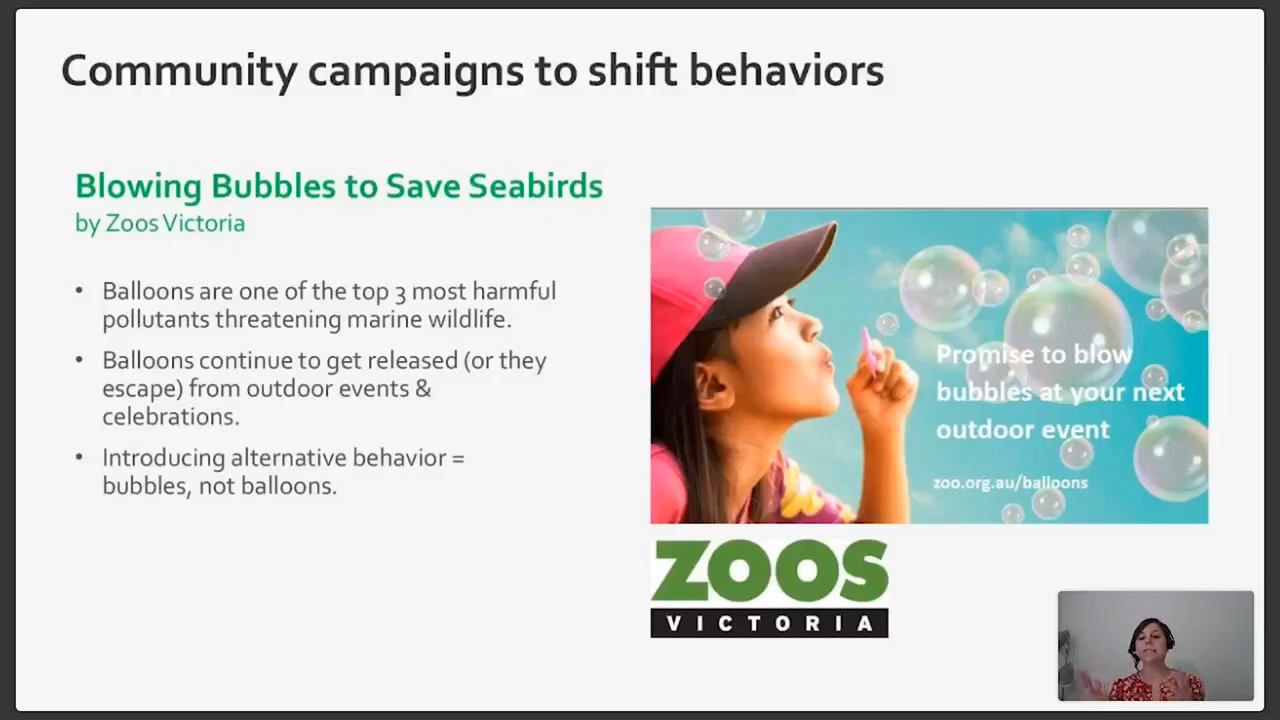 Community campaigns to shift behaviors
Blowing Bubbles to Save Seabirds
by Zoos Victoria
• Balloons are one of the top 3 most harmful
pollutants threatening marine wildlife.
• Balloons continue to get released (or they
escape) from outdoor events &
celebrations.
• Introducing alternative behavior =
bubbles, not balloons.
Promise to blow
bubbles at your next
outdoor event
zoo.org.au/balloons
ZOOS
VICTORIA